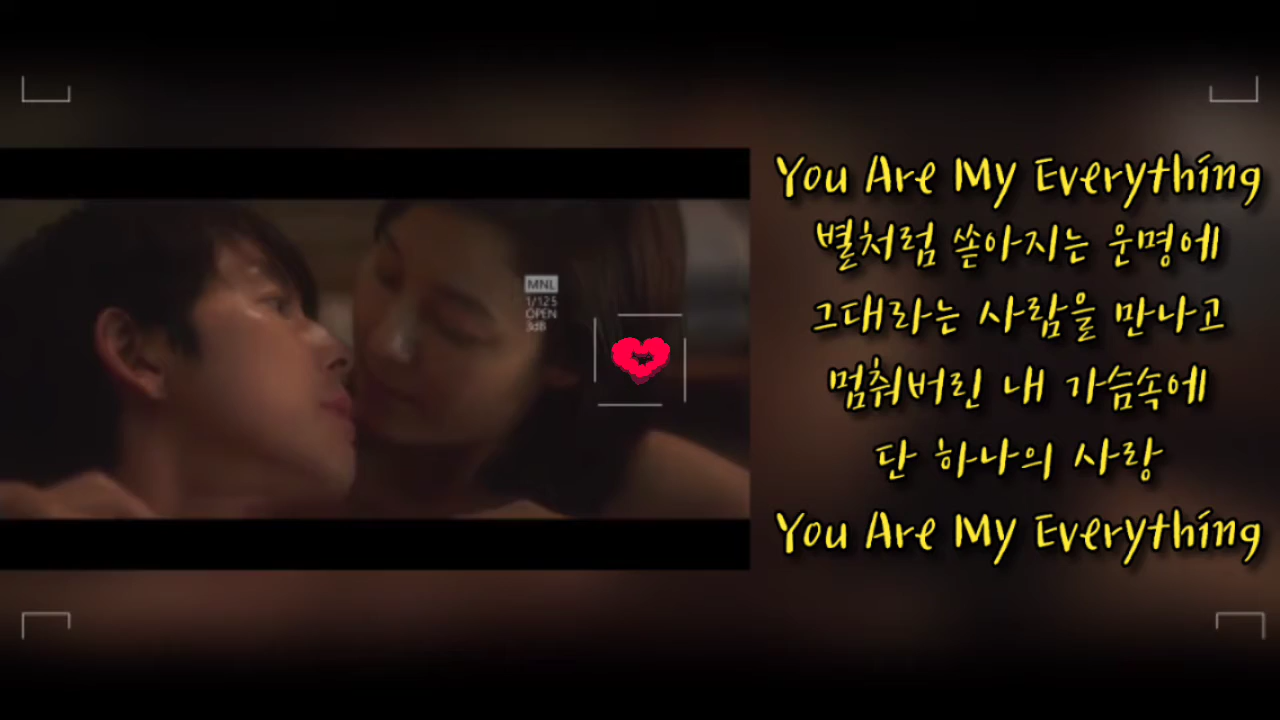 MNL
1/125
OPEN
3dB
You Are My Everything
별처럼 쏟아지는 운명에
그대라는 사람을 만나고
멈춰버린 내 가슴속에
단 하나의 사랑
You Are My Everything